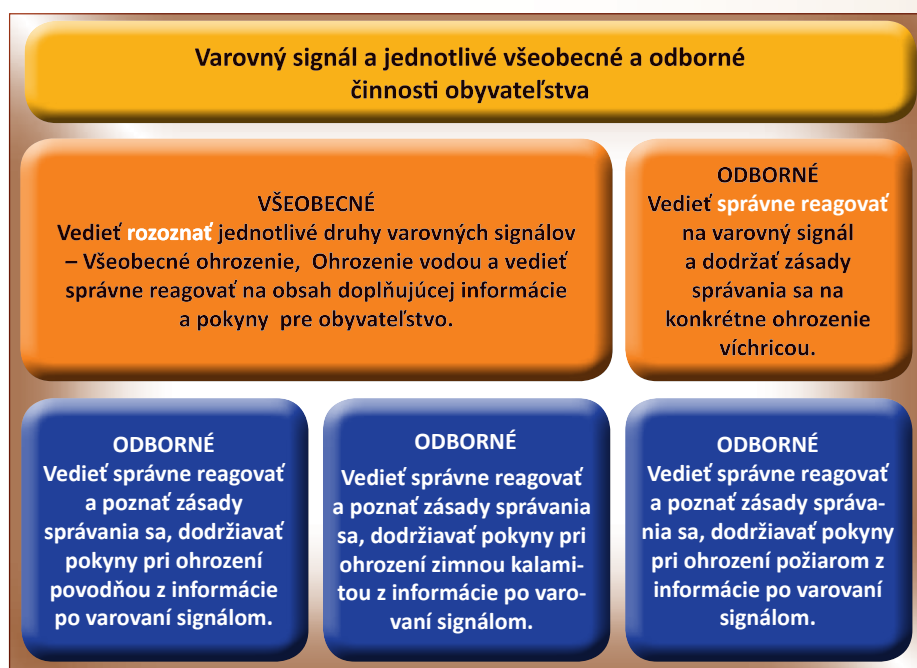 Varovný signál a jednotlivé všeobecné a odborné
činnosti obyvateľstva
VŠEOBECNÉ
Vedieť rozoznať jednotlivé druhy varovných signálov
– Všeobecné ohrozenie, Ohrozenie vodou a vedieť
správne reagovať na obsah doplňujúcej informácie
a pokyny pre obyvateľstvo.
ODBORNÉ
Vedieť správne reagovať
na varovný signál
a dodržať zásady
správania sa na
konkrétne ohrozenie
víchricou.
ODBORNÉ
Vedieť správne reagovať
a poznať zásady
správania sa, dodržiavať
pokyny pri ohrození
povodňou z informácie
po varovaní signálom.
ODBORNÉ
Vedieť správne reagovať
a poznať zásady správania
sa, dodržiavať pokyny pri
ohrození zimnou kalami-
tou z informácie po varo-
vaní signálom.
ODBORNÉ
Vedieť správne reagovať
a poznať zásady správa-
nia sa, dodržiavať pokyny
pri ohrození požiarom z
informácie po varovaní
signálom.